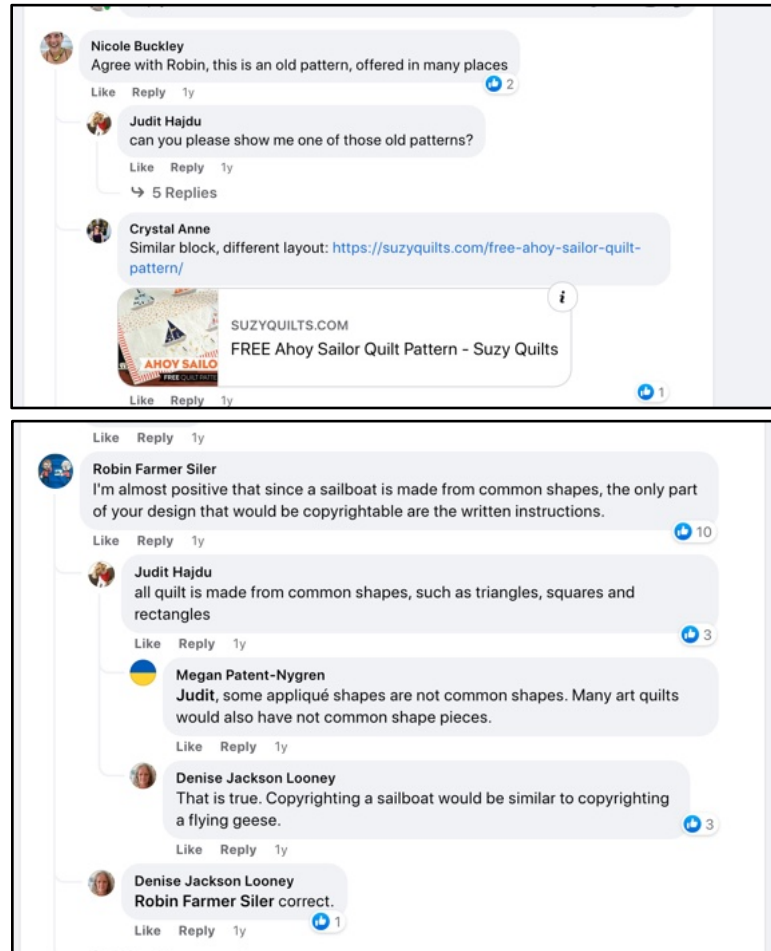 Nicole Buckley
Agree with Robin, this is an old pattern, offered in many places
2
Like Reply 1y
Judit Hajdu
can you please show me one of those old patterns?
Like Reply 1y
5 Replies
Crystal Anne
Similar block, different layout: https://suzyquilts.com/free-ahoy-sailor-quilt-
pattern/
i
SUZYQUILTS.COM
FREE Ahoy Sailor Quilt Pattern - Suzy Quilts
AHOY SAILO
FREE QUILT PATTE
Like Reply 1y
1
Like Reply 1y
Robin Farmer Siler
I'm almost positive that since a sailboat is made from common shapes, the only part
of your design that would be copyrightable are the written instructions.
10
Like Reply 1y
Judit Hajdu
all quilt is made from common shapes, such as triangles, squares and
rectangles
3
Like Reply 1y
Megan Patent-Nygren
Judit, some appliqué shapes are not common shapes. Many art quilts
would also have not common shape pieces.
Like Reply 1y
Denise Jackson Looney
That is true. Copyrighting a sailboat would be similar to copyrighting
a flying geese.
3
Like Reply 1y
Denise Jackson Looney
Robin Farmer Siler correct.
1
Like Reply 1y